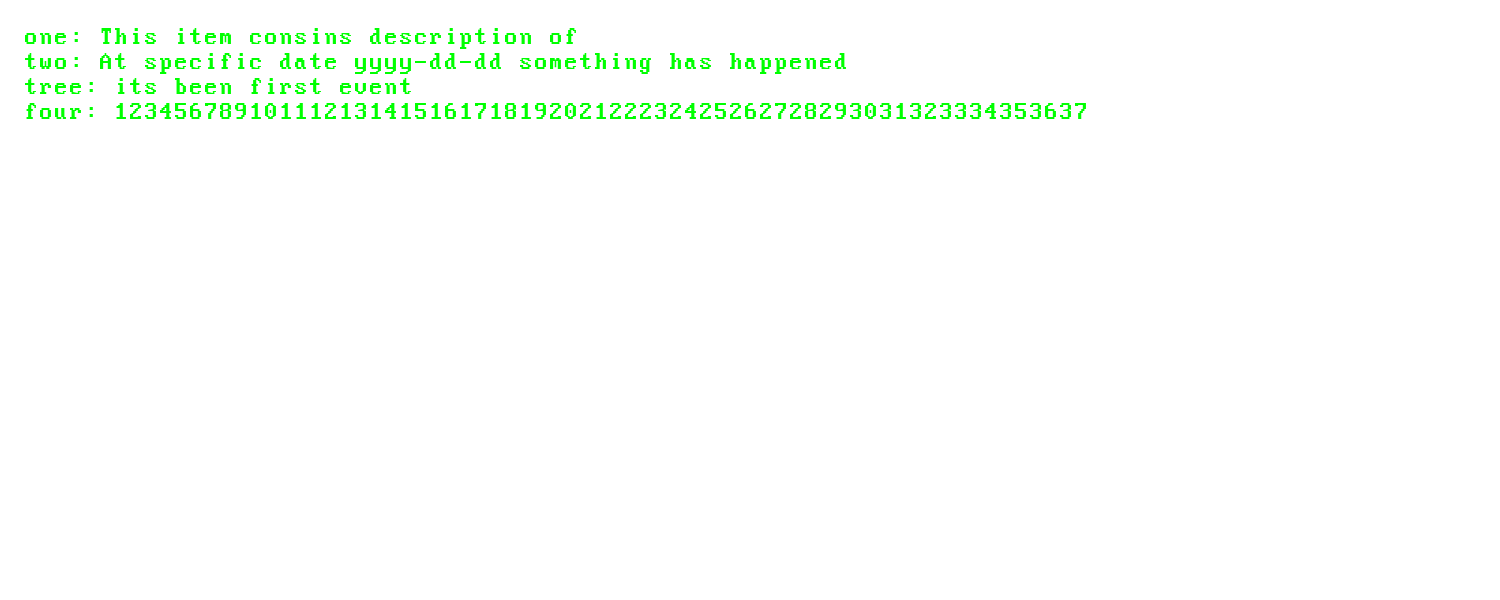 one: This item consins description of
two: At specific date yyyy-dd-dd something has happened
tree: its been first event
four: 12345678910111213141516171819202122232425262728293031323334353637